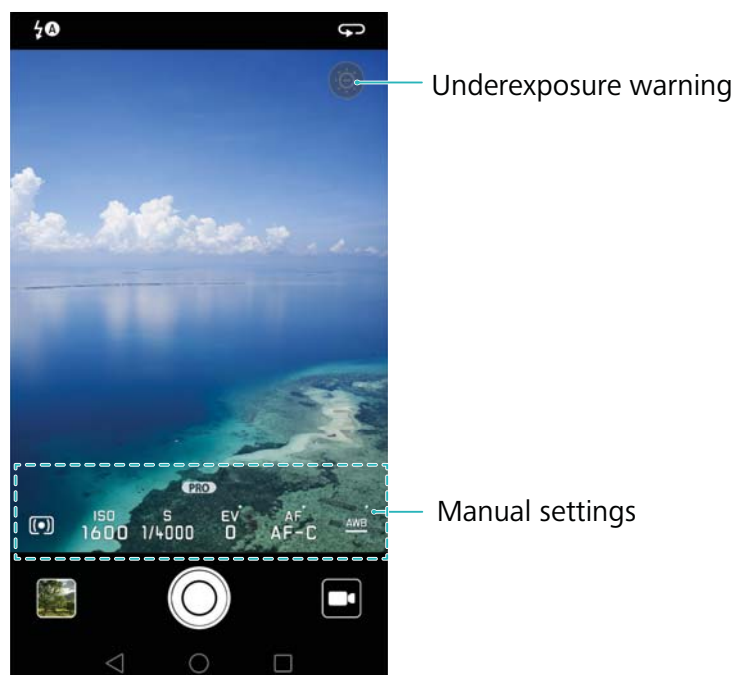 A
Underexposure warning
PRO
ISO S EV AF
1600 1/4000 0 AF-C AWB
Manual settings